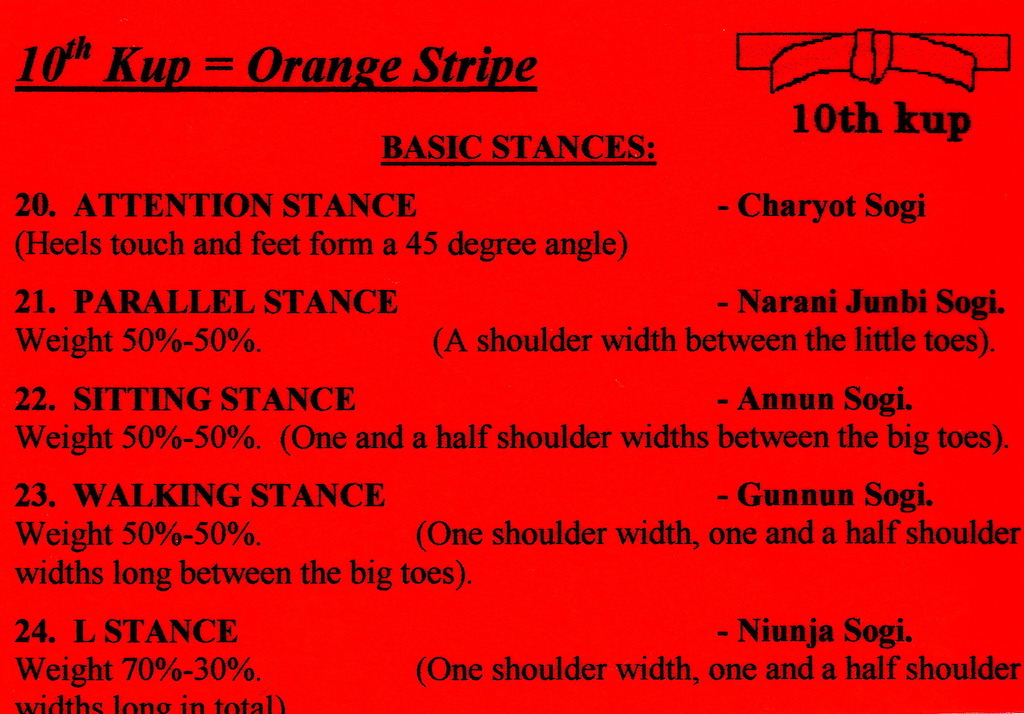 10th Kup = Orange Stripe
10th kup
BASIC STANCES:
20. ATTENTION STANCE - Charyot Sogi
(Heels touch and feet form a 45 degree angle)
21. PARALLEL STANCE - Narani Junbi Sogi.
Weight 50%-50%. (A shoulder width between the little toes).
22. SITTING STANCE - Annun Sogi.
Weight 50%-50%. (One and a half shoulder widths between the big toes).
23. WALKING STANCE - Gunnun Sogi.
Weight 50%-50%. (One shoulder width, one and a half shoulder
widths long between the big toes).
24. L STANCE - Niunja Sogi.
Weight 70%-30%. (One shoulder width, one and a half shoulder
widths long in total)